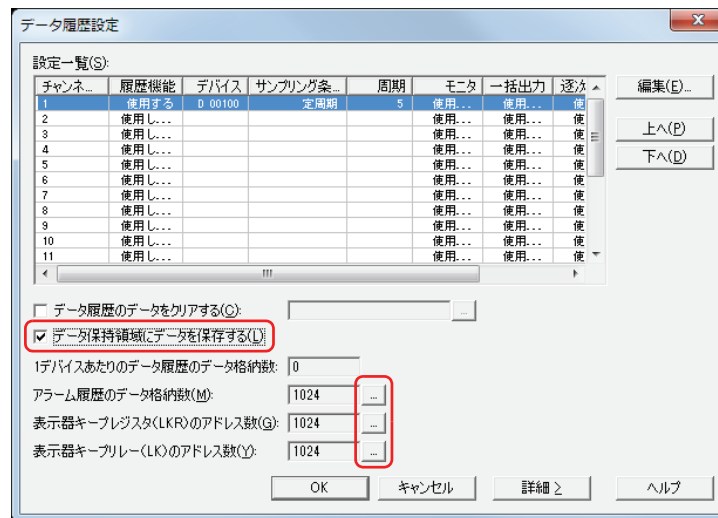 データ履歴設定
設定一覧(S):
チャンネ... 履歴機能 デバイス サンプリング条... 周期 モニタ 一括出力 逐次
1 使用する D 00100 定周期 5 使用... 使用... 使
2 使用し... 使用... 使用... 使
3 使用し... 使用... 使用... 使
4 使用し... 使用... 使用... 使
5 使用し... 使用... 使用... 使
6 使用し... 使用... 使用... 使
7 使用し... 使用... 使用... 使
8 使用し... 使用... 使用... 使
9 使用し... 使用... 使用... 使
10 使用し... 使用... 使用... 使
11 使用し... 使用... 使用... 使
編集(E)...
上へ(P)
下へ(D)
データ履歴のデータをクリアする(C): ...
データ保持領域にデータを保存する(L)
1デバイスあたりのデータ履歴のデータ格納数: 0
アラーム履歴のデータ格納数(M): 1024 ...
表示器キープレジスタ(LKR)のアドレス数(G): 1024 ...
表示器キープリレー(LK)のアドレス数(Y): 1024 ...
OK キャンセル 詳細 ≥ ヘルプ